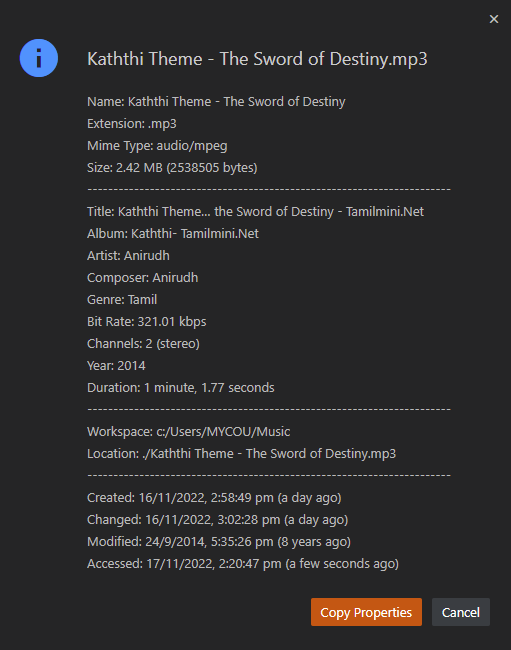 Kaththi Theme - The Sword of Destiny.mp3
Name: Kaththi Theme - The Sword of Destiny
Extension: .mp3
Mime Type: audio/mpeg
Size: 2.42 MB (2538505 bytes)
----------------------------------------------------------------------
Title: Kaththi Theme... the Sword of Destiny - Tamilmini.Net
Album: Kaththi- Tamilmini.Net
Artist: Anirudh
Composer: Anirudh
Genre: Tamil
Bit Rate: 321.01 kbps
Channels: 2 (stereo)
Year: 2014
Duration: 1 minute, 1.77 seconds
----------------------------------------------------------------------
Workspace: c:/Users/MYCOU/Music
Location: ./Kaththi Theme - The Sword of Destiny.mp3
----------------------------------------------------------------------
Created: 16/11/2022, 2:58:49 pm (a day ago)
Changed: 16/11/2022, 3:02:28 pm (a day ago)
Modified: 24/9/2014, 5:35:26 pm (8 years ago)
Accessed: 17/11/2022, 2:20:47 pm (a few seconds ago)
Copy Properties Cancel